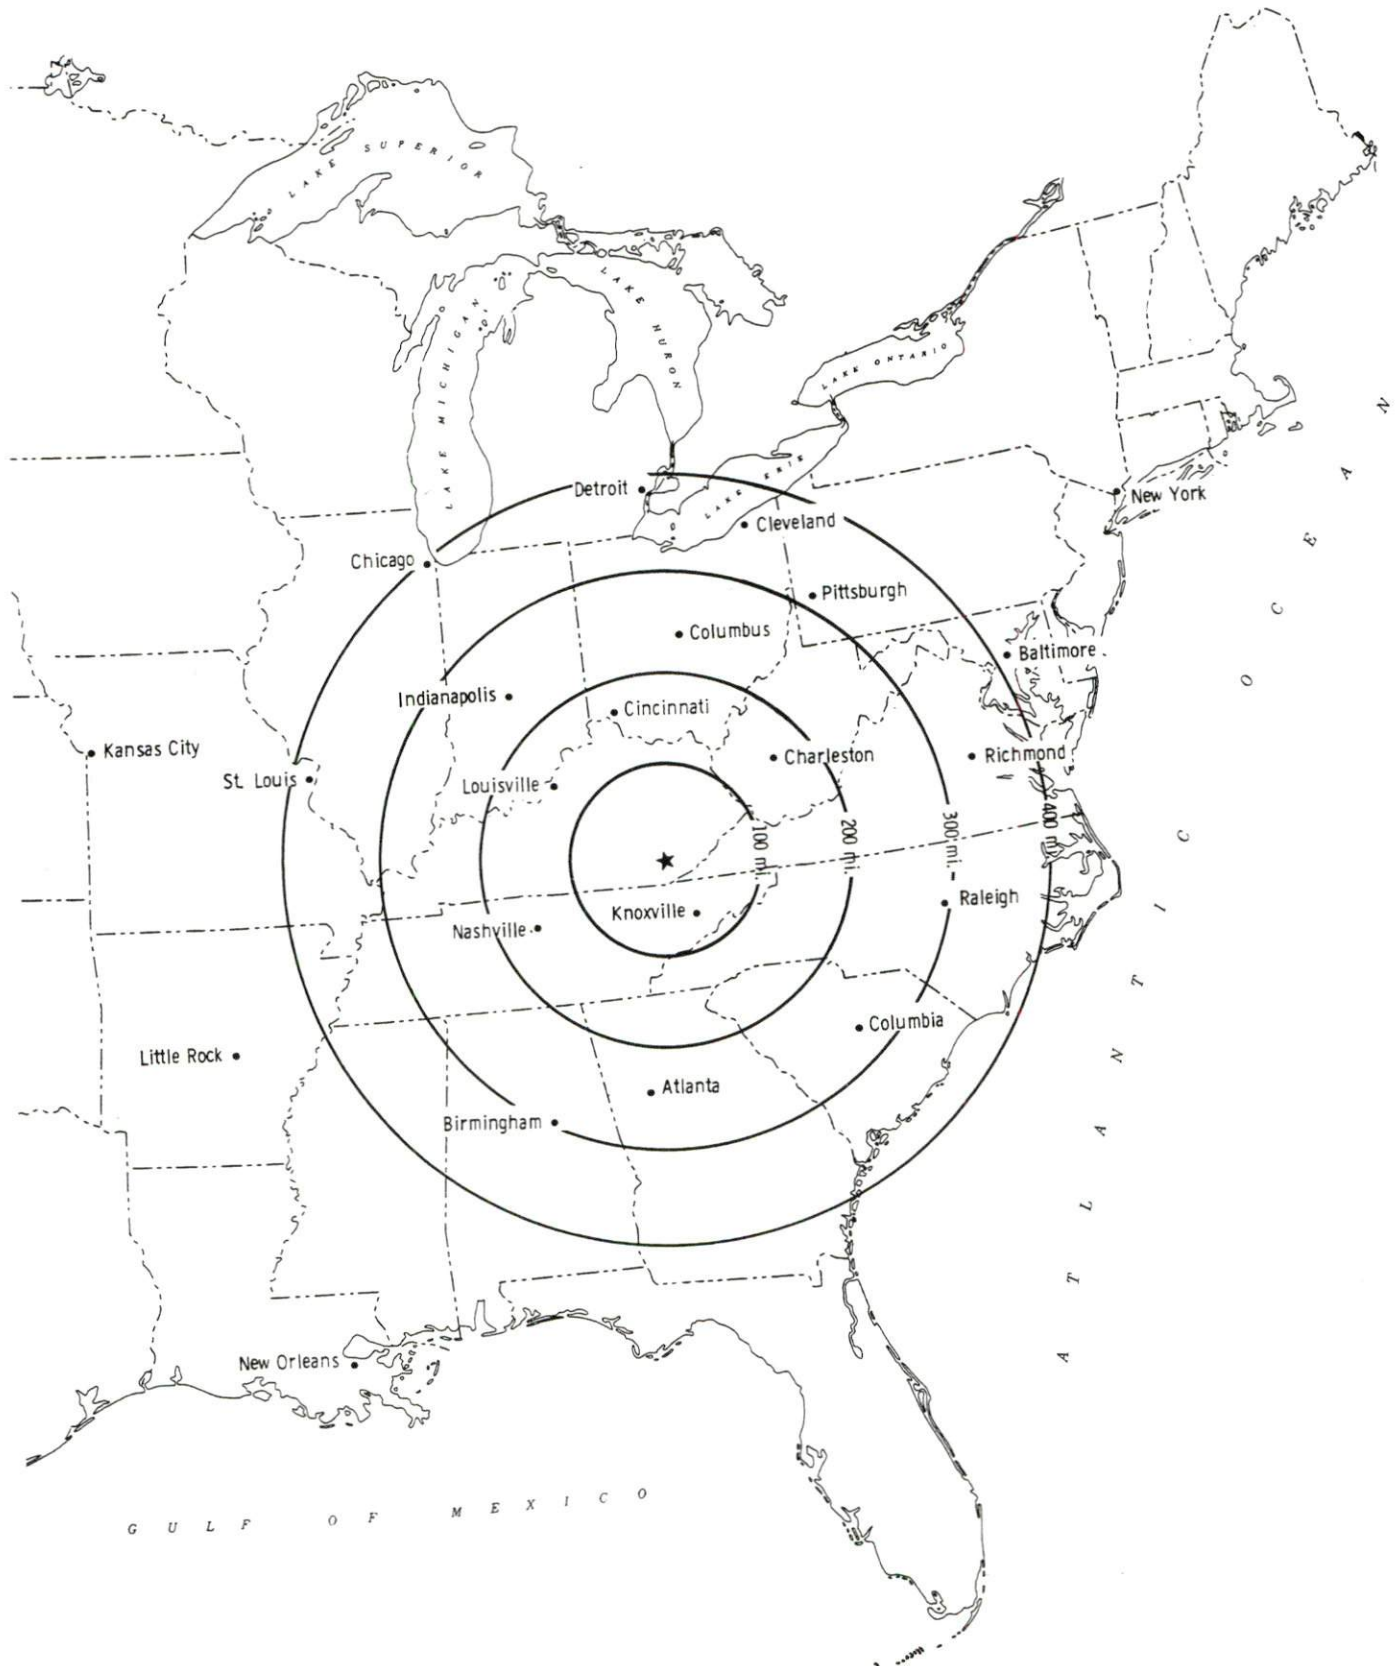 LAKE SUPERIOR
LAKE HURON
LAKE MICHIGAN
LAKE ONTARIO
LAKE ERIE
Detroit
New York
Cleveland
Chicago
Pittsburgh
Columbus
Baltimore
Indianapolis
Cincinnati
Kansas City
Charleston
Richmond
St. Louis
Louisville
100 mi.
200 mi.
300 mi.
400 mi.
Raleigh
Knoxville
Nashville
Columbia
Little Rock
Atlanta
Birmingham
New Orleans
ATLANTIC OCEAN
GULF OF MEXICO